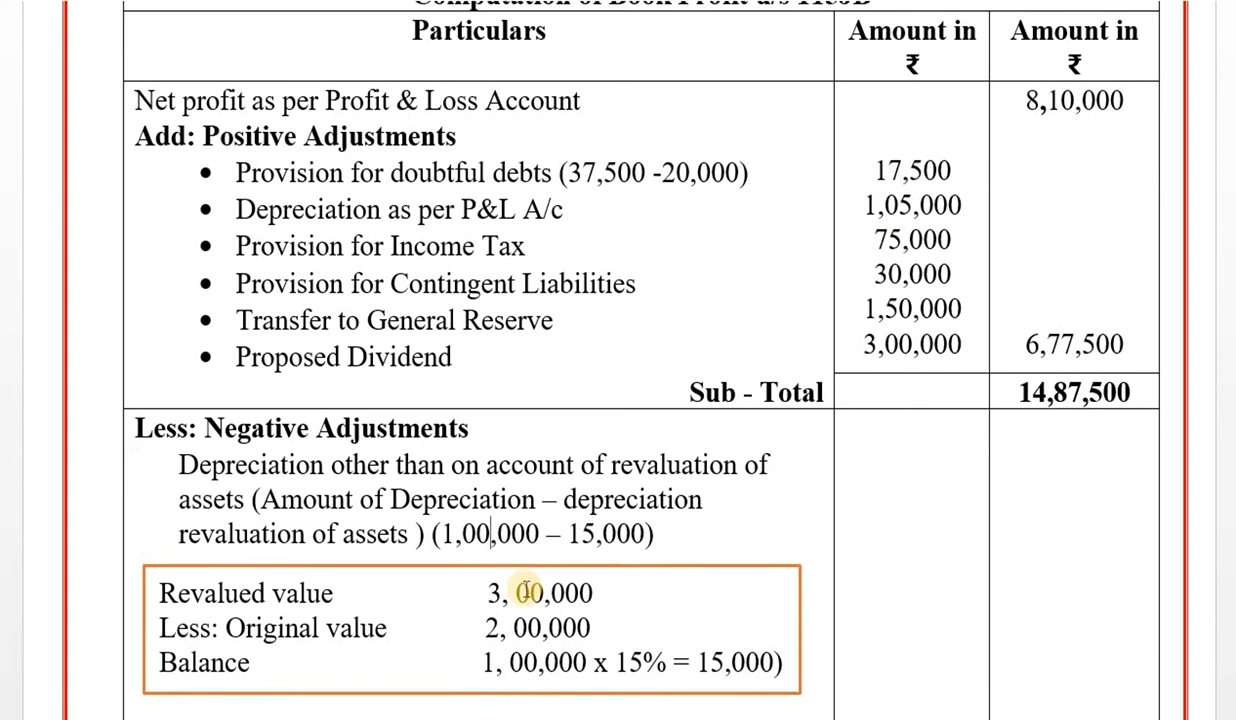 Computation of Book Profit u/s 115JB
Particulars Amount in ₹ Amount in ₹
Net profit as per Profit & Loss Account 8,10,000
Add: Positive Adjustments
• Provision for doubtful debts (37,500 -20,000) 17,500
• Depreciation as per P&L A/c 1,05,000
• Provision for Income Tax 75,000
• Provision for Contingent Liabilities 30,000
• Transfer to General Reserve 1,50,000
• Proposed Dividend 3,00,000 6,77,500
Sub - Total 14,87,500
Less: Negative Adjustments
Depreciation other than on account of revaluation of
assets (Amount of Depreciation – depreciation
revaluation of assets ) (1,00,000 – 15,000)
Revalued value 3, 00,000
Less: Original value 2, 00,000
Balance 1, 00,000 x 15% = 15,000)